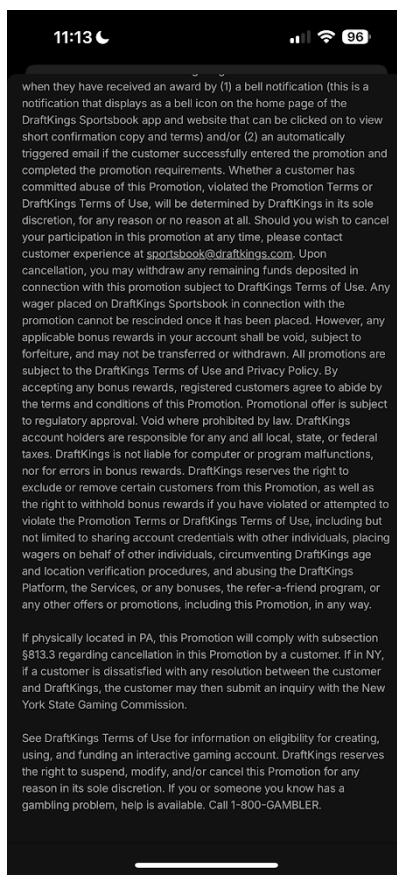 11:13
96
when they have received an award by (1) a bell notification (this is a
notification that displays as a bell icon on the home page of the
DraftKings Sportsbook app and website that can be clicked on to view
short confirmation copy and terms) and/or (2) an automatically
triggered email if the customer successfully entered the promotion and
completed the promotion requirements. Whether a customer has
committed abuse of this Promotion, violated the Promotion Terms or
DraftKings Terms of Use, will be determined by DraftKings in its sole
discretion, for any reason or no reason at all. Should you wish to cancel
your participation in this promotion at any time, please contact
customer experience at sportsbook@draftkings.com. Upon
cancellation, you may withdraw any remaining funds deposited in
connection with this promotion subject to DraftKings Terms of Use. Any
wager placed on DraftKings Sportsbook in connection with the
promotion cannot be rescinded once it has been placed. However, any
applicable bonus rewards in your account shall be void, subject to
forfeiture, and may not be transferred or withdrawn. All promotions are
subject to the DraftKings Terms of Use and Privacy Policy. By
accepting any bonus rewards, registered customers agree to abide by
the terms and conditions of this Promotion. Promotional offer is subject
to regulatory approval. Void where prohibited by law. DraftKings
account holders are responsible for any and all local, state, or federal
taxes. DraftKings is not liable for computer or program malfunctions,
nor for errors in bonus rewards. DraftKings reserves the right to
exclude or remove certain customers from this Promotion, as well as
the right to withhold bonus rewards if you have violated or attempted to
violate the Promotion Terms or DraftKings Terms of Use, including but
not limited to sharing account credentials with other individuals, placing
wagers on behalf of other individuals, circumventing DraftKings age
and location verification procedures, and abusing the DraftKings
Platform, the Services, or any bonuses, the refer-a-friend program, or
any other offers or promotions, including this Promotion, in any way.
If physically located in PA, this Promotion will comply with subsection
§813.3 regarding cancellation in this Promotion by a customer. If in NY,
if a customer is dissatisfied with any resolution between the customer
and DraftKings, the customer may then submit an inquiry with the New
York State Gaming Commission.
See DraftKings Terms of Use for information on eligibility for creating,
using, and funding an interactive gaming account. DraftKings reserves
the right to suspend, modify, and/or cancel this Promotion for any
reason in its sole discretion. If you or someone you know has a
gambling problem, help is available. Call 1-800-GAMBLER.